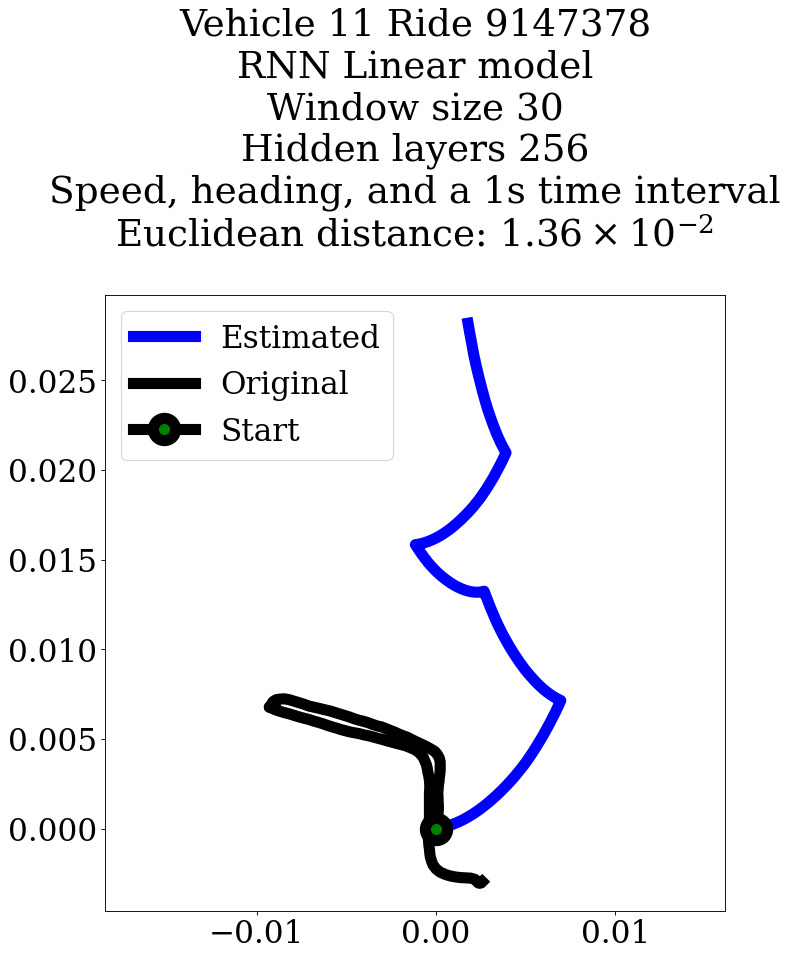 Vehicle 11 Ride 9147378
RNN Linear model
Window size 30
Hidden layers 256
Speed, heading, and a 1s time interval
Euclidean distance: 1.36 × 10⁻²
Estimated
Original
Start
0.025
0.020
0.015
0.010
0.005
0.000
−0.01
0.00
0.01